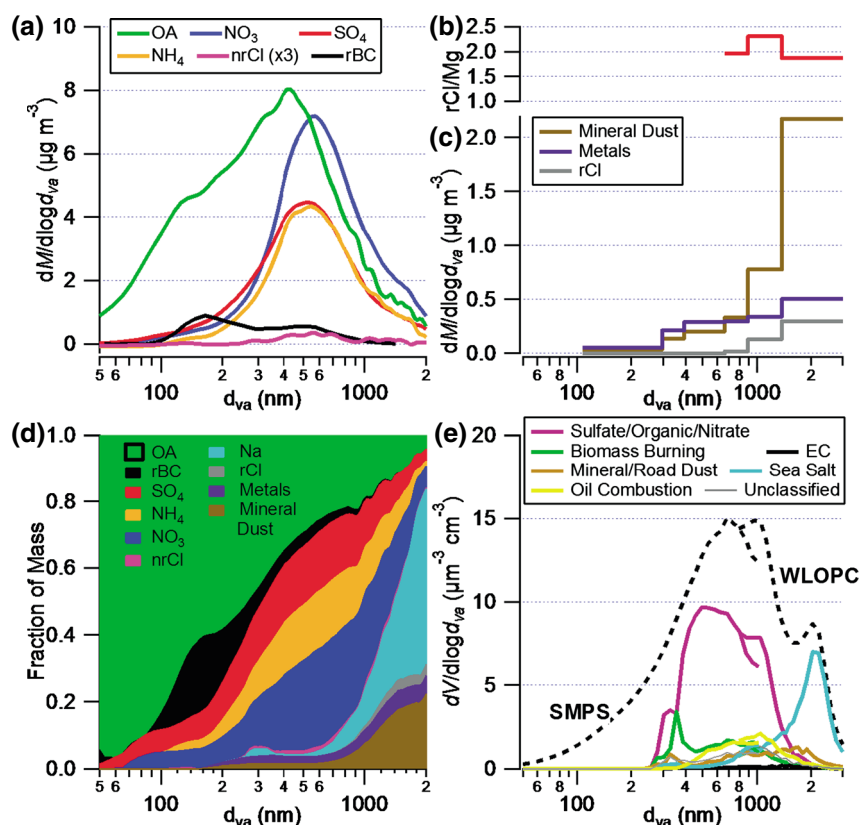 (a)
OA NO3 SO4
NH4 nrCl (x3) rBC
dM/dlogdva (µg m-3)
10
8
6
4
2
0
5 6 100 2 3 4 5 6 1000 2
dva (nm)
(b)
rCl/Mg
2.5
2.0
1.5
1.0
(c)
Mineral Dust
Metals
rCl
dM/dlogdva (µg m-3)
2.0
1.5
1.0
0.5
0.0
6 8 100 2 4 6 8 1000 2
dva (nm)
(d)
OA Na
rBC rCl
SO4 Metals
NH4 Mineral
NO3 Dust
nrCl
Fraction of Mass
1.0
0.8
0.6
0.4
0.2
0.0
5 6 100 2 3 4 5 6 1000 2
dva (nm)
(e)
Sulfate/Organic/Nitrate
Biomass Burning EC
Mineral/Road Dust Sea Salt
Oil Combustion Unclassified
dV/dlogdva (µm-3 cm-3)
20
15
10
5
0
SMPS
WLOPC
6 8 100 2 4 6 8 1000 2
dva (nm)